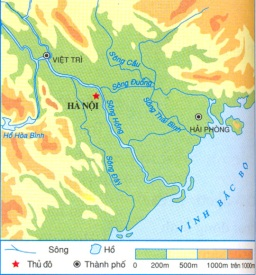 Sông Cầu
VIỆT TRÌ
Sông Đuống
HÀ NỘI
Sông Hồng
Sông Thái Bình
HẢI PHÒNG
Hồ Hòa Bình
Sông Đáy
VỊNH BẮC BỘ
Sông
Hồ
Thủ đô
Thành phố
0 200m 500m 1000m trên 1000m